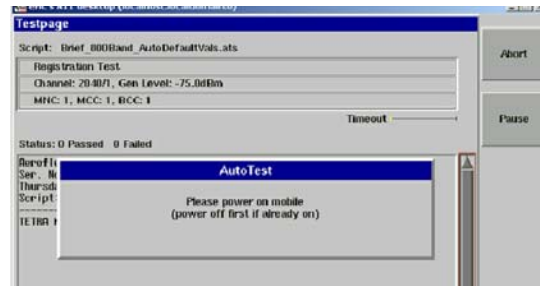 Testpage
Script: Brief_800Band_AutoDefaultVals.ats
Abort
Registration Test
Channel: 2040/1, Gen Level: -75.0dBm
MNC: 1, MCC: 1, BCC: 1
Timeout
Pause
Status: 0 Passed 0 Failed
AutoTest
Ser.
Script
TETRA
Please power on mobile
(power off first if already on)